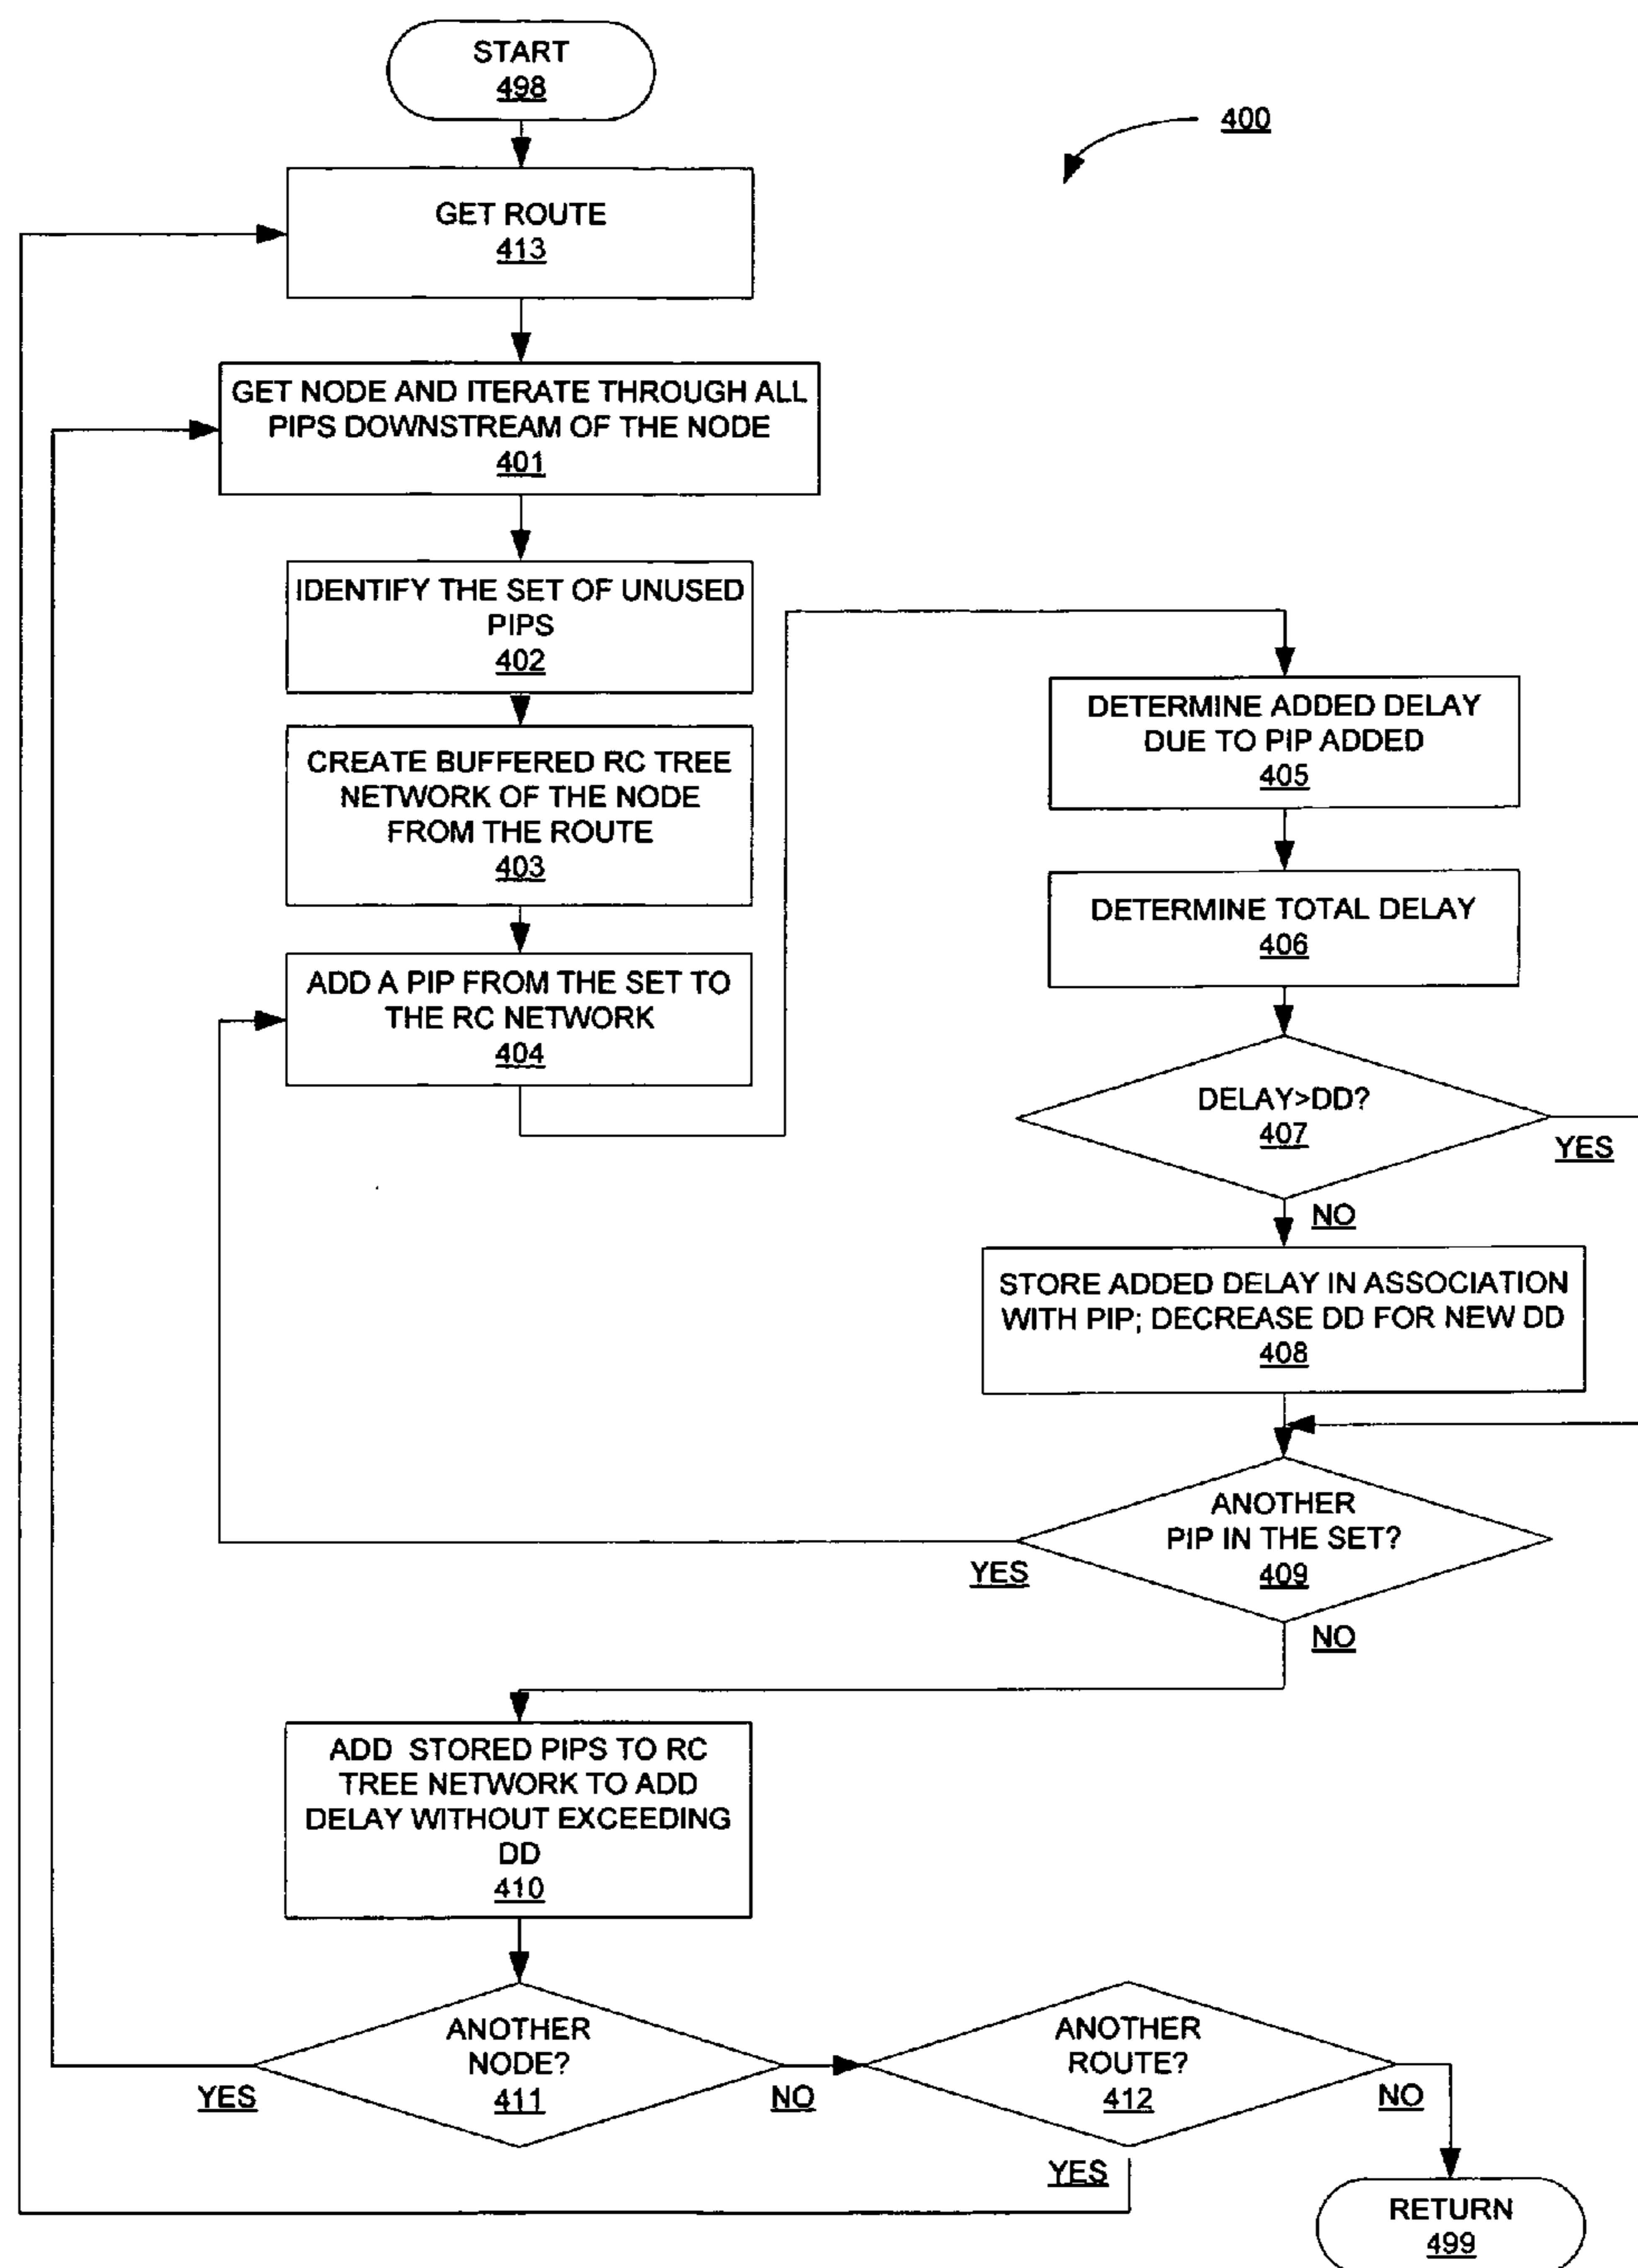 START
498
400
GET ROUTE
413
GET NODE AND ITERATE THROUGH ALL
PIPS DOWNSTREAM OF THE NODE
401
IDENTIFY THE SET OF UNUSED
PIPS
402
CREATE BUFFERED RC TREE
NETWORK OF THE NODE
FROM THE ROUTE
403
ADD A PIP FROM THE SET TO
THE RC NETWORK
404
DETERMINE ADDED DELAY
DUE TO PIP ADDED
405
DETERMINE TOTAL DELAY
406
DELAY>DD?
407
YES
NO
STORE ADDED DELAY IN ASSOCIATION
WITH PIP; DECREASE DD FOR NEW DD
408
ANOTHER
PIP IN THE SET?
409
YES
NO
ADD STORED PIPS TO RC
TREE NETWORK TO ADD
DELAY WITHOUT EXCEEDING
DD
410
ANOTHER
NODE?
411
YES
NO
ANOTHER
ROUTE?
412
NO
YES
RETURN
499